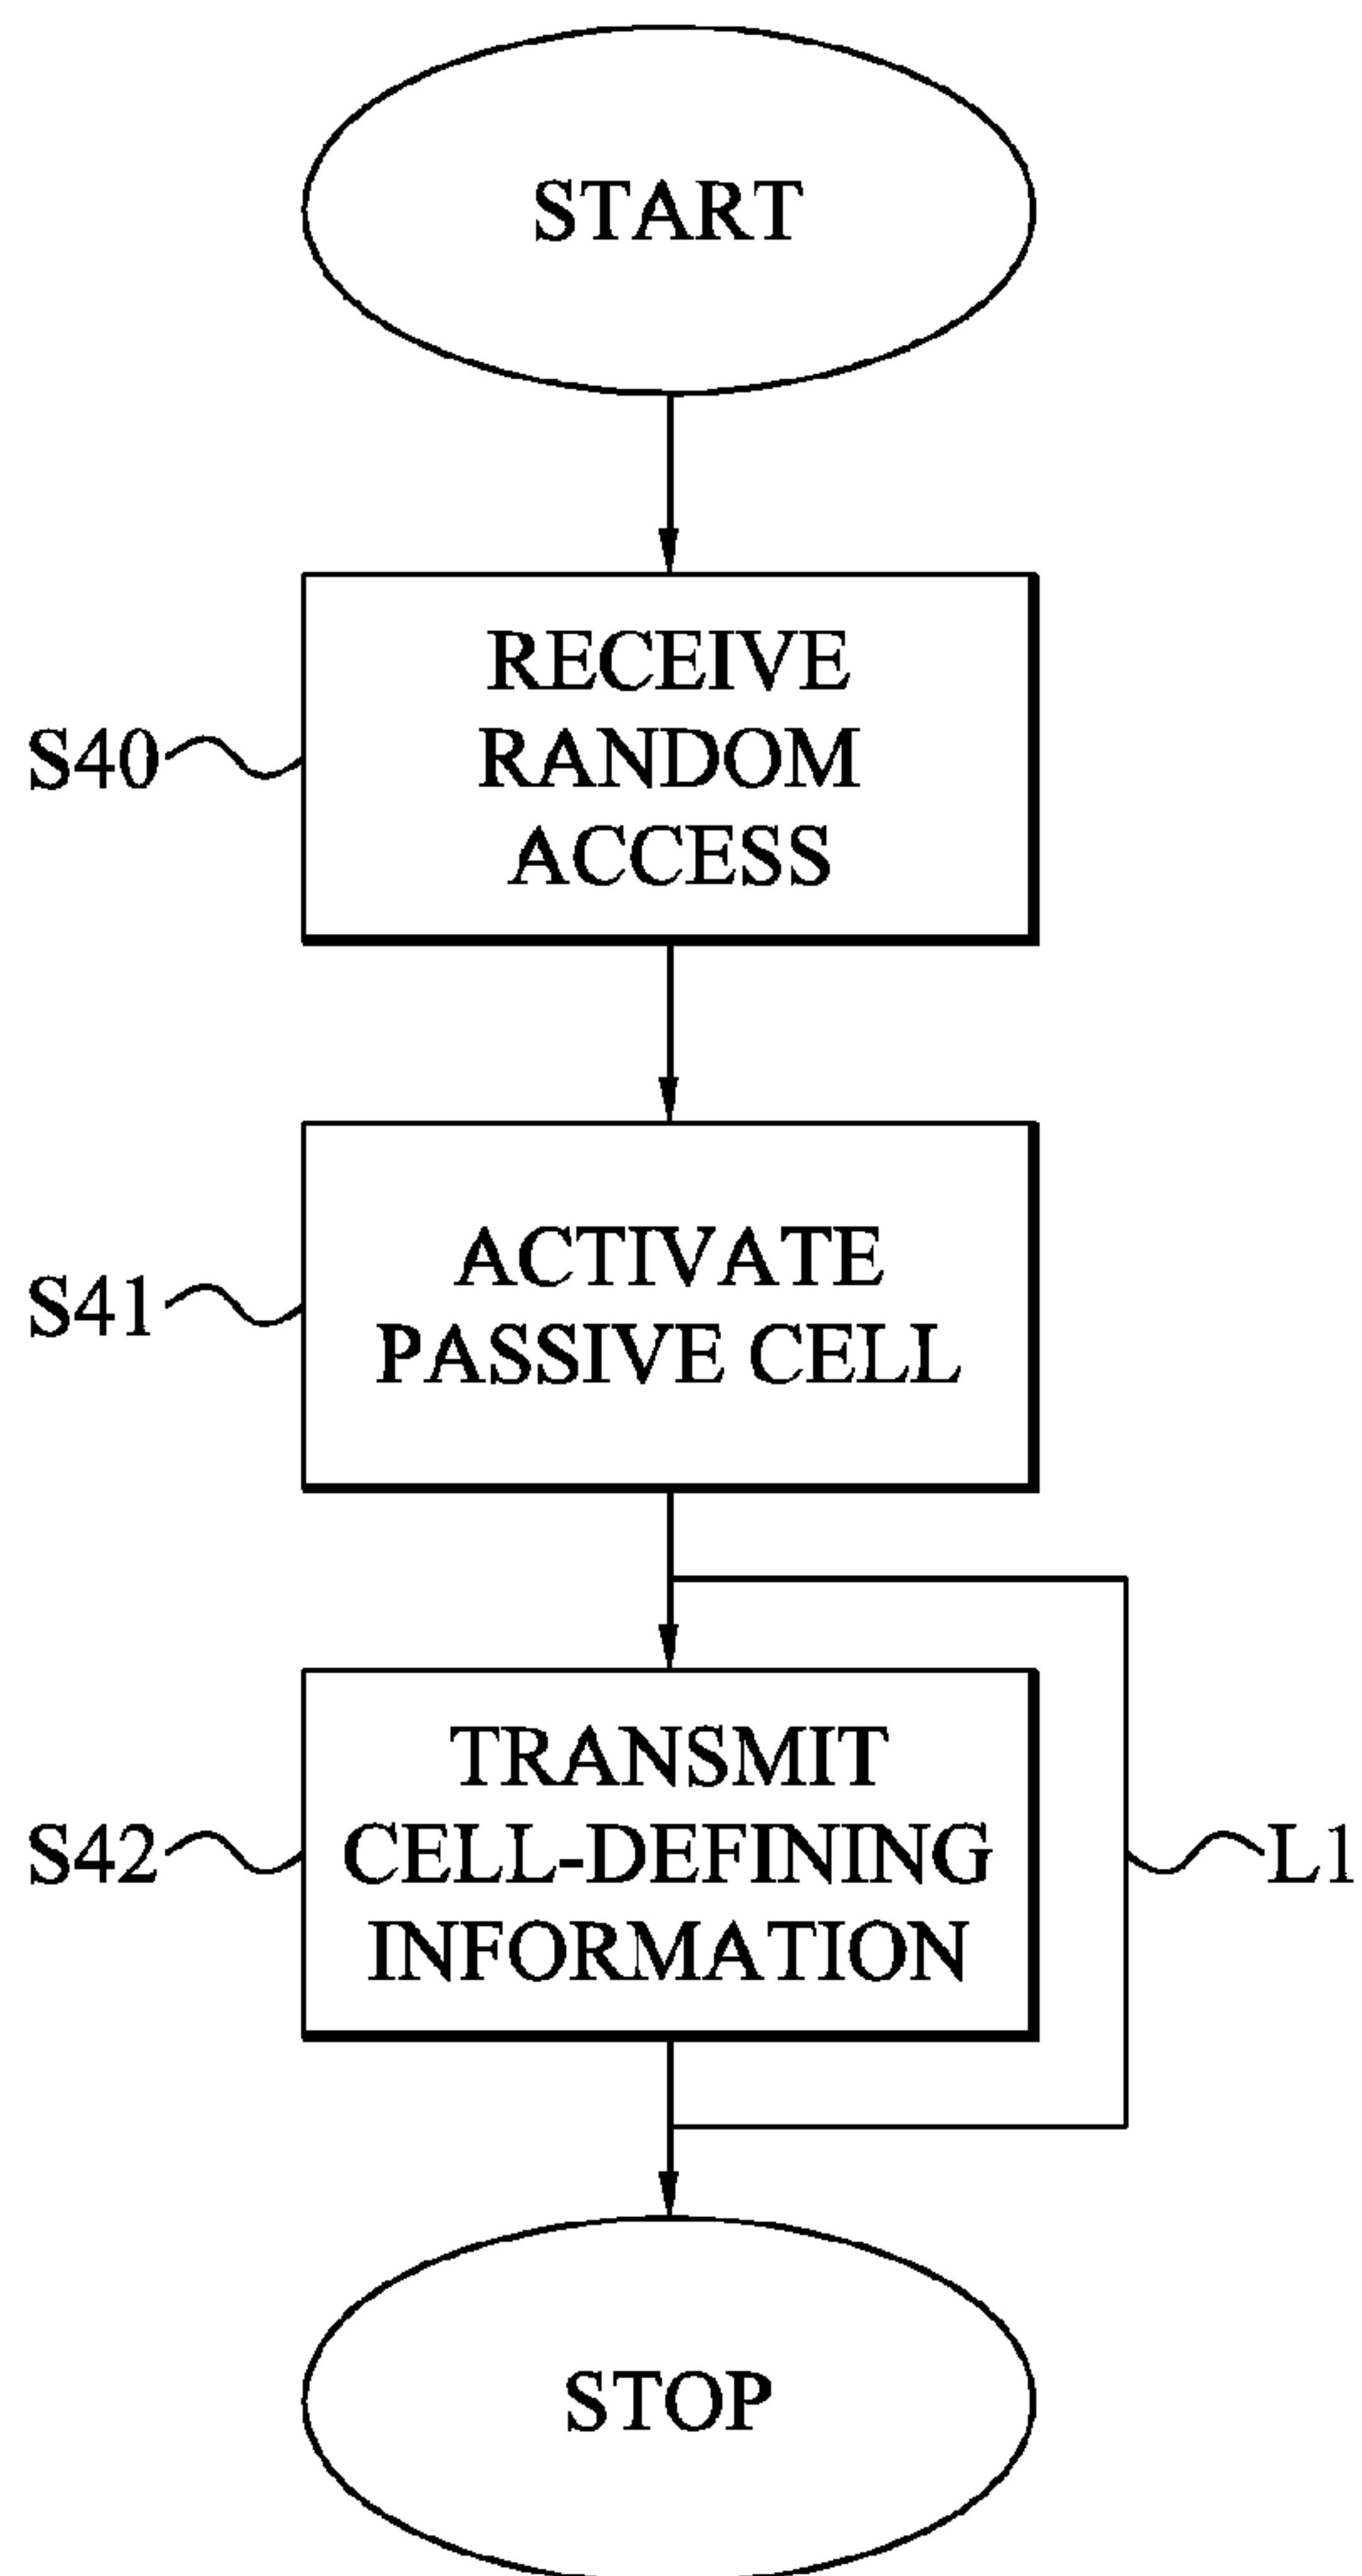 START
RECEIVE
RANDOM
ACCESS
S40
ACTIVATE
PASSIVE CELL
S41
TRANSMIT
CELL-DEFINING
INFORMATION
S42
L1
STOP